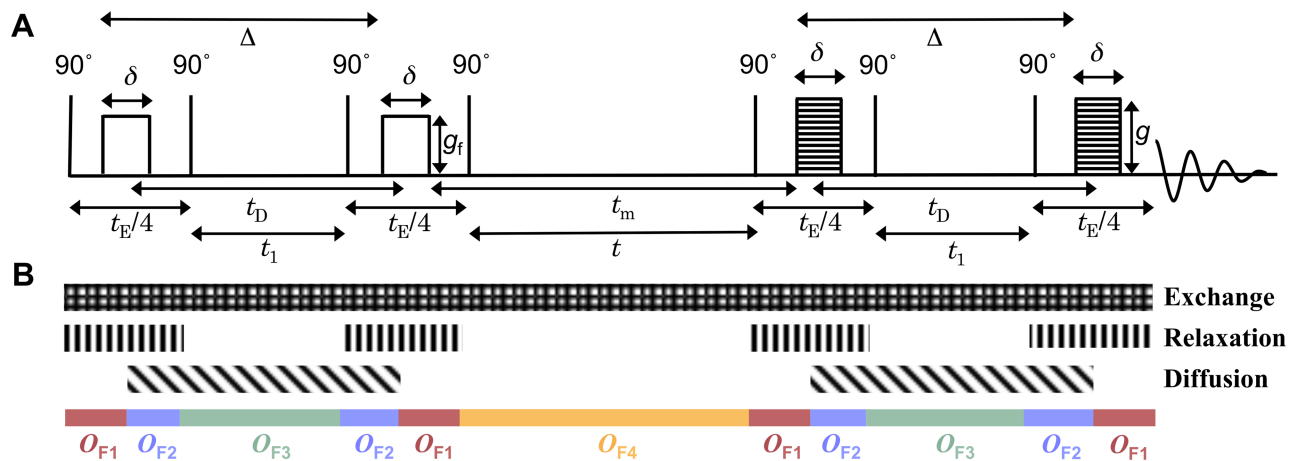 A
Δ
Δ
90° 90° 90° 90° 90° 90° 90°
δ δ δ δ
g_f g
t_D t_m t_D
t_E/4 t_E/4 t_E/4 t_E/4
t_1 t t_1
B
Exchange
Relaxation
Diffusion
O_F1 O_F2 O_F3 O_F2 O_F1 O_F4 O_F1 O_F2 O_F3 O_F2 O_F1